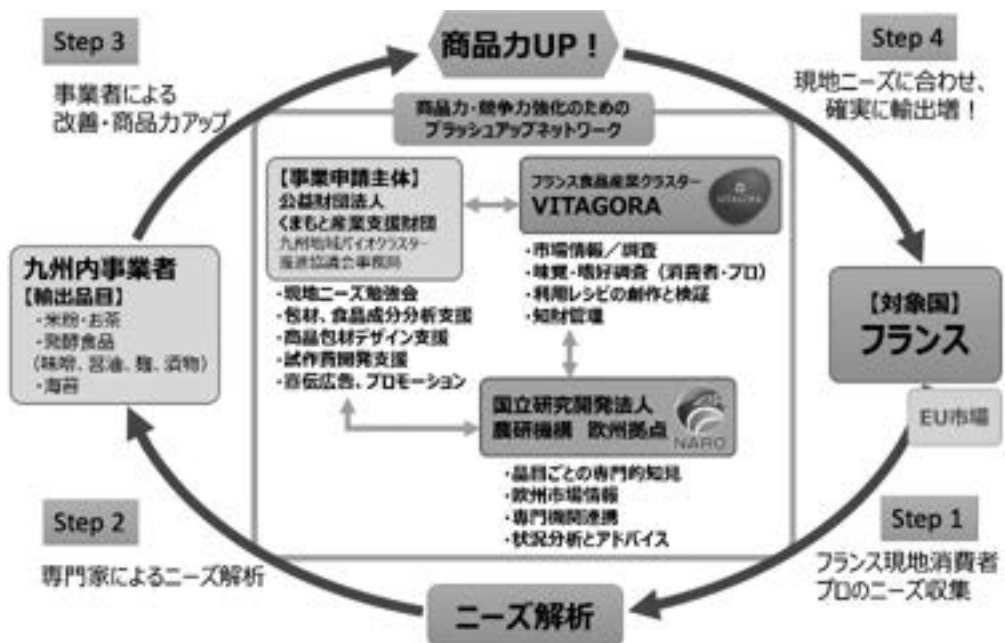 商品力UP！
Step 3
事業者による
改善・商品力アップ
Step 4
現地ニーズに合わせ、
確実に輸出増！
商品力・競争力強化のための
ブラッシュアップネットワーク
【事業申請主体】
公益財団法人
くまもと産業支援財団
九州地域バイオクラスター
推進協議会事務局
・現地ニーズ勉強会
・包材、食品成分分析支援
・商品包材デザイン支援
・試作費開発支援
・宣伝広告、プロモーション
フランス食品産業クラスター
VITAGORA
VITAGORA
・市場情報／調査
・味覚・嗜好調査（消費者・プロ）
・利用レシピの創作と検証
・知財管理
国立研究開発法人
農研機構 欧州拠点
NARO
・品目ごとの専門的知見
・欧州市場情報
・専門機関連携
・状況分析とアドバイス
九州内事業者
【輸出品目】
・米粉・お茶
・発酵食品
（味噌、醤油、麹、漬物）
・海苔
【対象国】
フランス
EU市場
Step 2
専門家によるニーズ解析
ニーズ解析
Step 1
フランス現地消費者
プロのニーズ収集